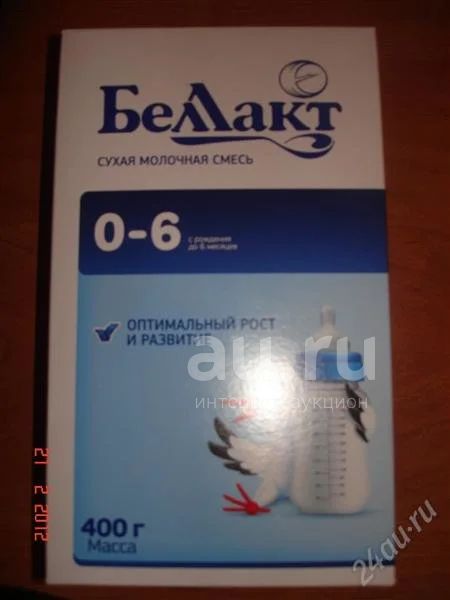 Беллакт
СУХАЯ МОЛОЧНАЯ СМЕСЬ
0-6
с рождения
до 6 месяцев
ОПТИМАЛЬНЫЙ РОСТ
И РАЗВИТИЕ
au.ru
интернет-аукцион
21 2 2012
400 г
Масса
24au.ru